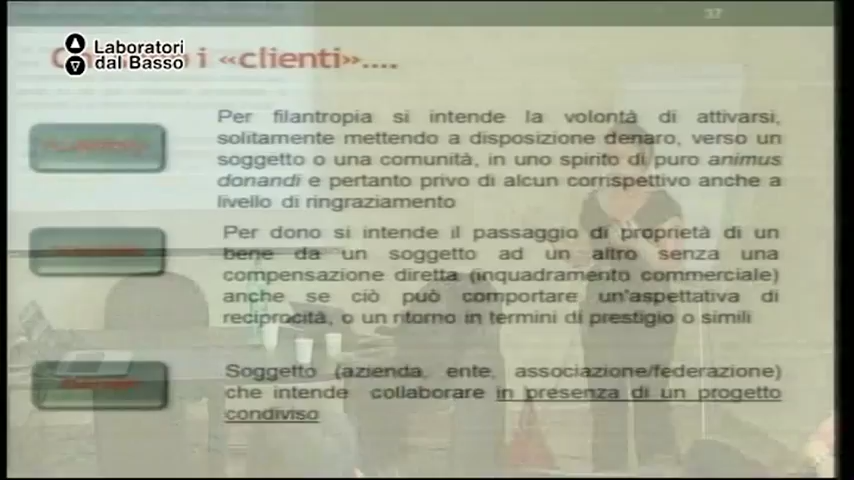 37
Laboratori
dal Basso
i «clienti»....
Per filantropia si intende la volontà di attivarsi,
solitamente mettendo a disposizione denaro, verso un
soggetto o una comunità, in uno spirito di puro animus
donandi e pertanto privo di alcun corrispettivo anche a
livello di ringraziamento
Per dono si intende il passaggio di proprietà di un
bene da un soggetto ad un altro senza una
compensazione diretta (inquadramento commerciale)
anche se ciò può comportare un'aspettativa di
reciprocità, o un ritorno in termini di prestigio o simili
Soggetto (azienda, ente, associazione/federazione)
che intende collaborare in presenza di un progetto
condiviso